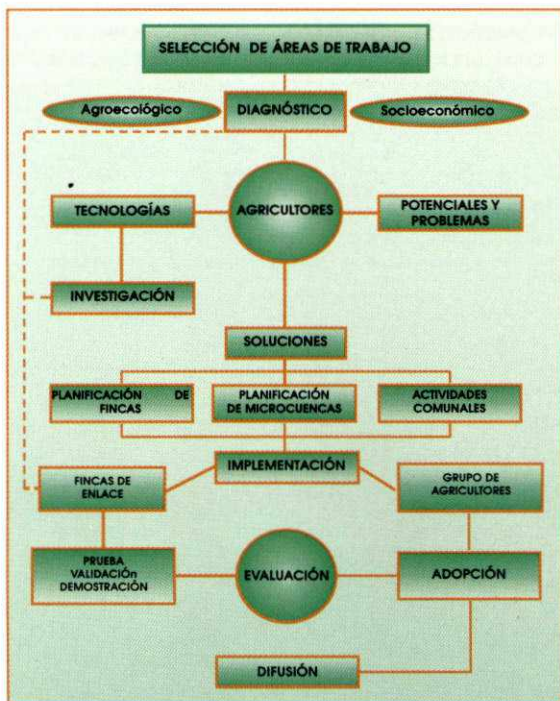 SELECCIÓN DE ÁREAS DE TRABAJO
Agroecológico
DIAGNÓSTICO
Socioeconómico
TECNOLOGÍAS
AGRICULTORES
POTENCIALES Y
PROBLEMAS
INVESTIGACIÓN
SOLUCIONES
PLANIFICACIÓN DE
FINCAS
PLANIFICACIÓN
DE MICROCUENCAS
ACTIVIDADES
COMUNALES
IMPLEMENTACIÓN
FINCAS DE
ENLACE
GRUPO DE
AGRICULTORES
PRUEBA
VALIDACIÓn
DEMOSTRACIÓN
EVALUACIÓN
ADOPCIÓN
DIFUSIÓN